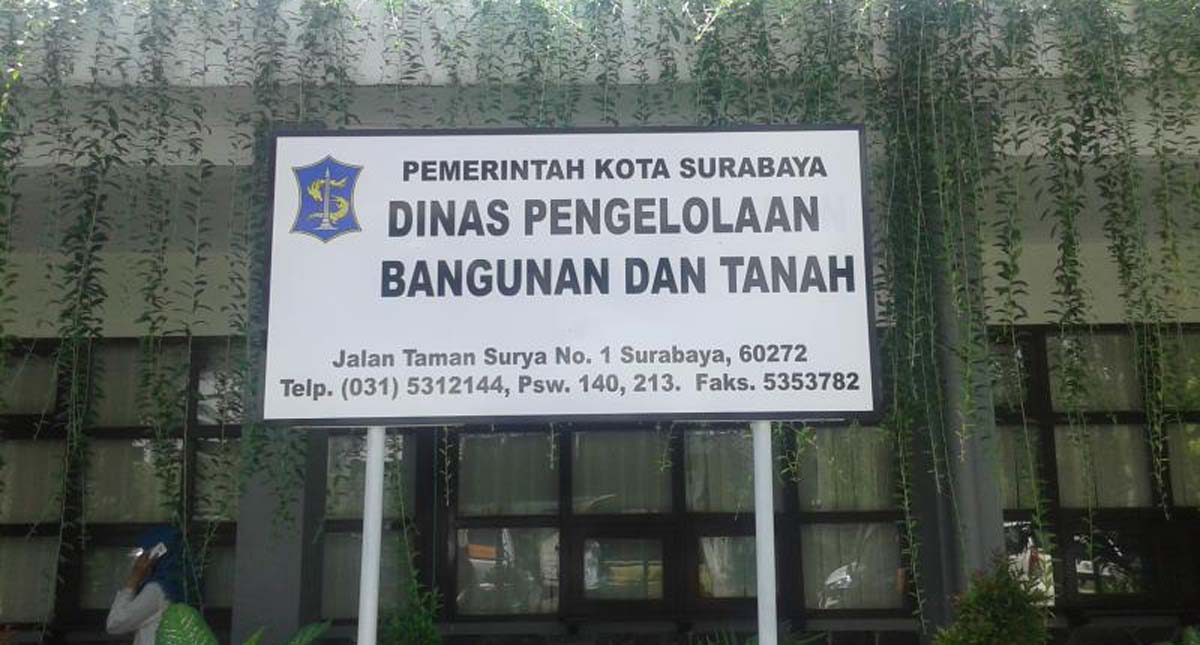 PEMERINTAH KOTA SURABAYA
DINAS PENGELOLAAN
BANGUNAN DAN TANAH
Jalan Taman Surya No. 1 Surabaya, 60272
Telp. (031) 5312144, Psw. 140, 213. Faks. 5353782